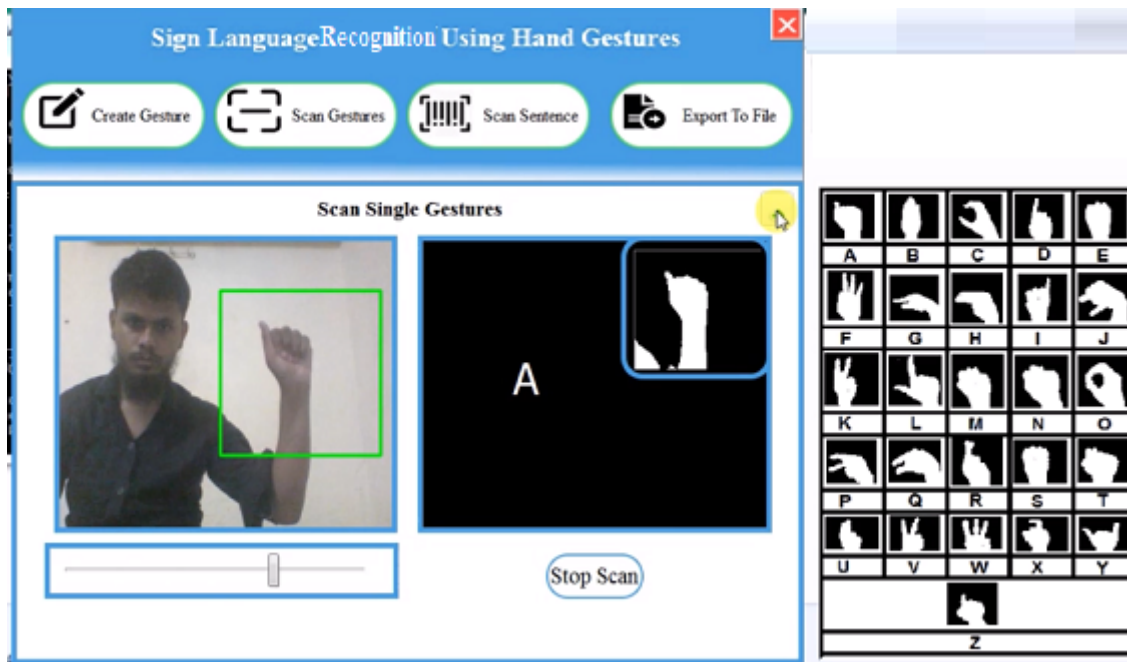 Sign LanguageRecognition Using Hand Gestures
Create Gesture Scan Gestures Scan Sentence Export To File
Scan Single Gestures
A
Stop Scan
A B C D E
F G H I J
K L M N O
P Q R S T
U V W X Y
Z